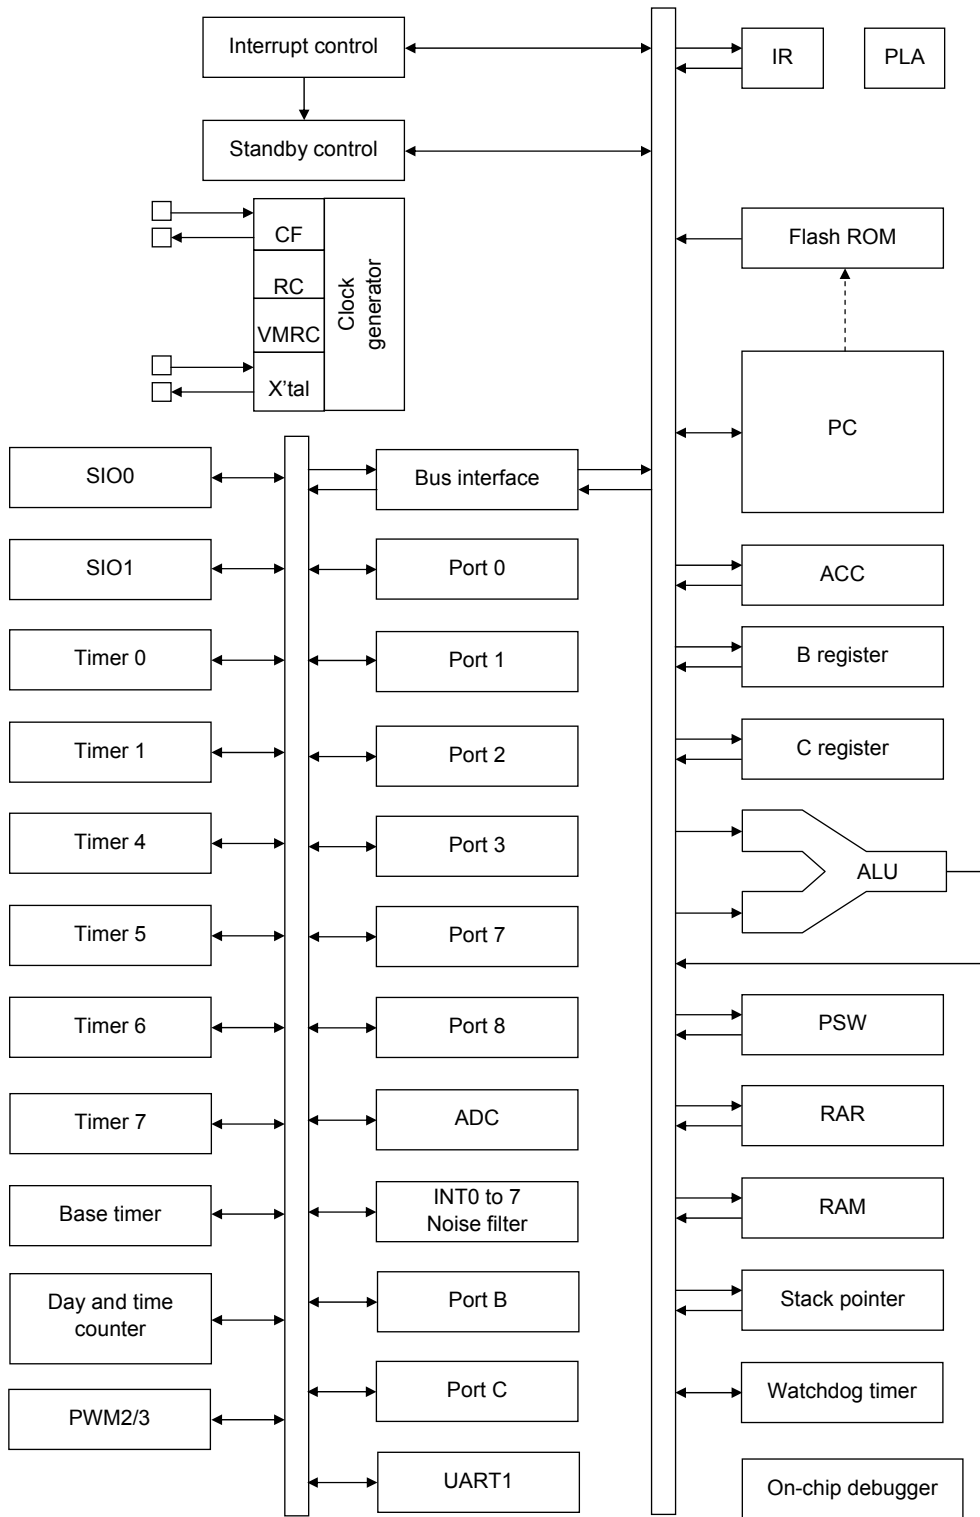 Interrupt control
IR
PLA
Standby control
CF
RC
VMRC
X'tal
Clock
generator
Flash ROM
PC
SIO0
Bus interface
SIO1
Port 0
ACC
Timer 0
Port 1
B register
Timer 1
Port 2
C register
Timer 4
Port 3
ALU
Timer 5
Port 7
Timer 6
Port 8
PSW
Timer 7
ADC
RAR
Base timer
INT0 to 7
Noise filter
RAM
Day and time
counter
Port B
Stack pointer
PWM2/3
Port C
Watchdog timer
UART1
On-chip debugger